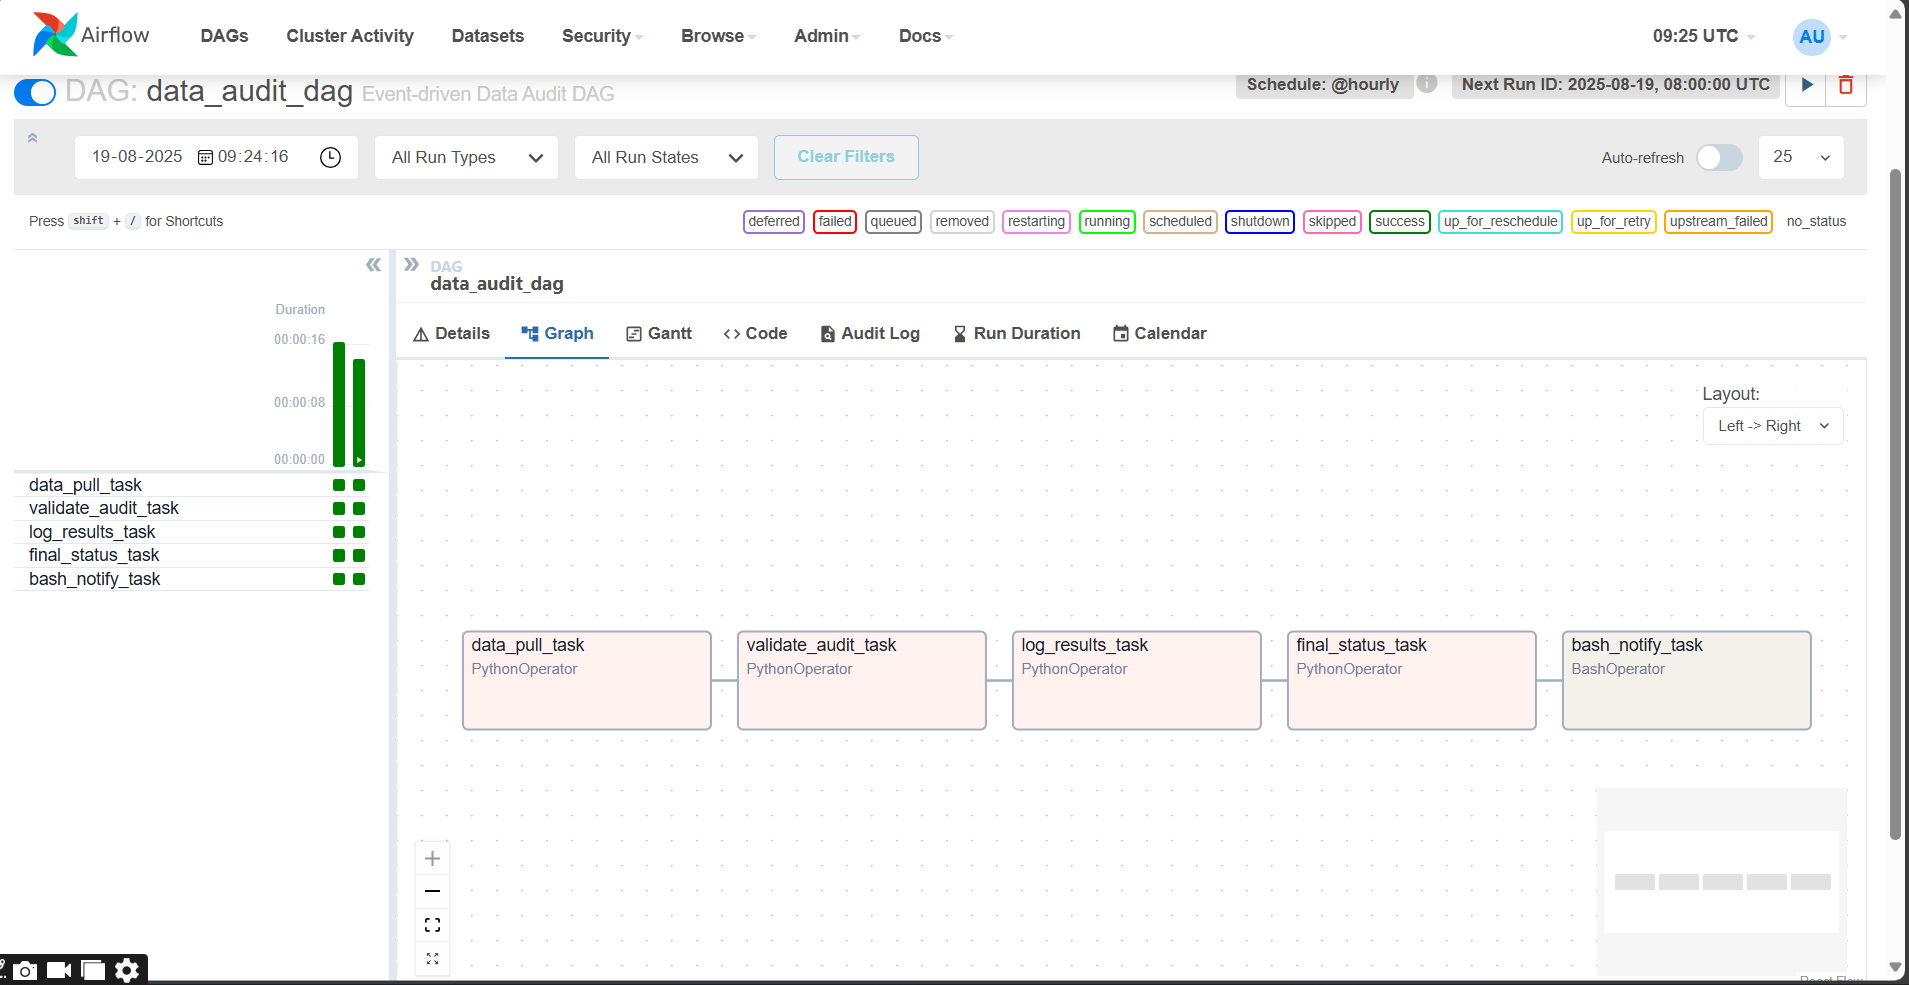 Airflow DAGs Cluster Activity Datasets Security Browse Admin Docs 09:25 UTC AU
DAG: data_audit_dag Event-driven Data Audit DAG Schedule: @hourly i Next Run ID: 2025-08-19, 08:00:00 UTC
19-08-2025 09:24:16 All Run Types All Run States Clear Filters Auto-refresh 25
Press shift + / for Shortcuts deferred failed queued removed restarting running scheduled shutdown skipped success up_for_reschedule up_for_retry upstream_failed no_status
DAG
data_audit_dag
Duration
00:00:16
00:00:08
00:00:00
data_pull_task
validate_audit_task
log_results_task
final_status_task
bash_notify_task
Details Graph Gantt Code Audit Log Run Duration Calendar
Layout:
Left -> Right
data_pull_task
PythonOperator
validate_audit_task
PythonOperator
log_results_task
PythonOperator
final_status_task
PythonOperator
bash_notify_task
BashOperator
React Flow